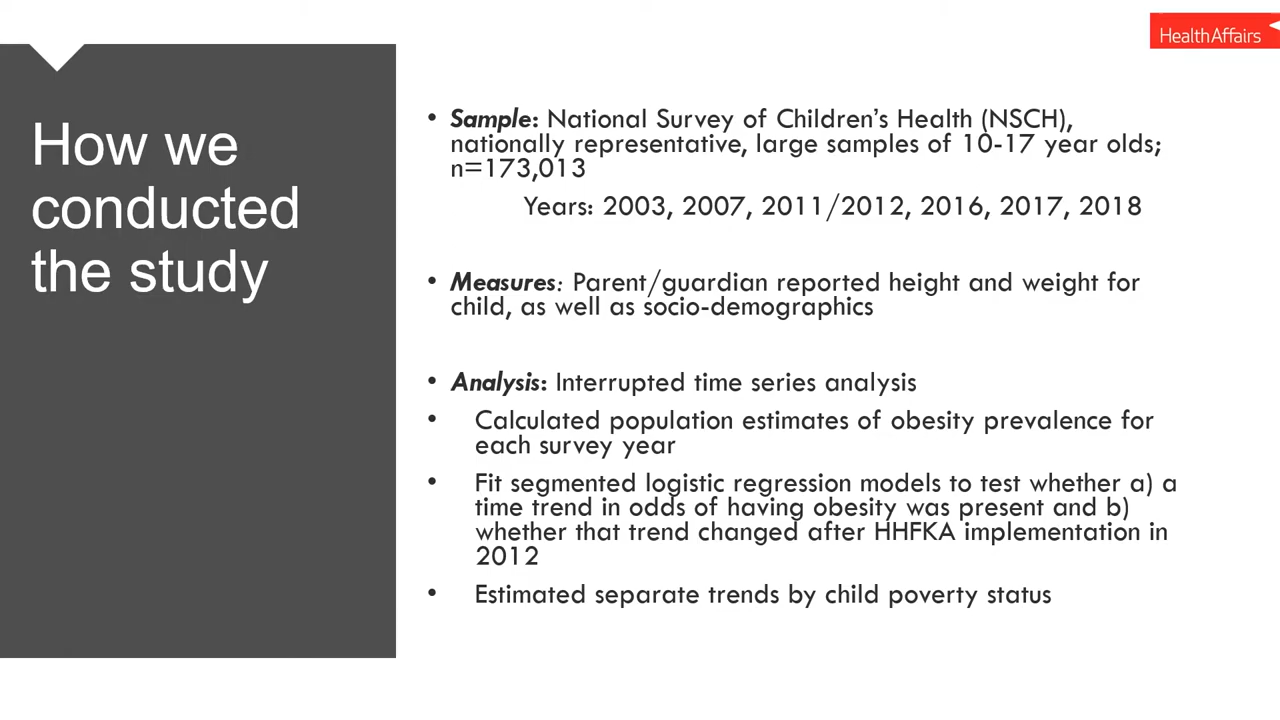 HealthAffairs
How we
conducted
the study
• Sample: National Survey of Children's Health (NSCH),
nationally representative, large samples of 10-17 year olds;
n=173,013
Years: 2003, 2007, 2011/2012, 2016, 2017, 2018
• Measures: Parent/guardian reported height and weight for
child, as well as socio-demographics
• Analysis: Interrupted time series analysis
• Calculated population estimates of obesity prevalence for
each survey year
• Fit segmented logistic regression models to test whether a) a
time trend in odds of having obesity was present and b)
whether that trend changed after HHFKA implementation in
2012
• Estimated separate trends by child poverty status